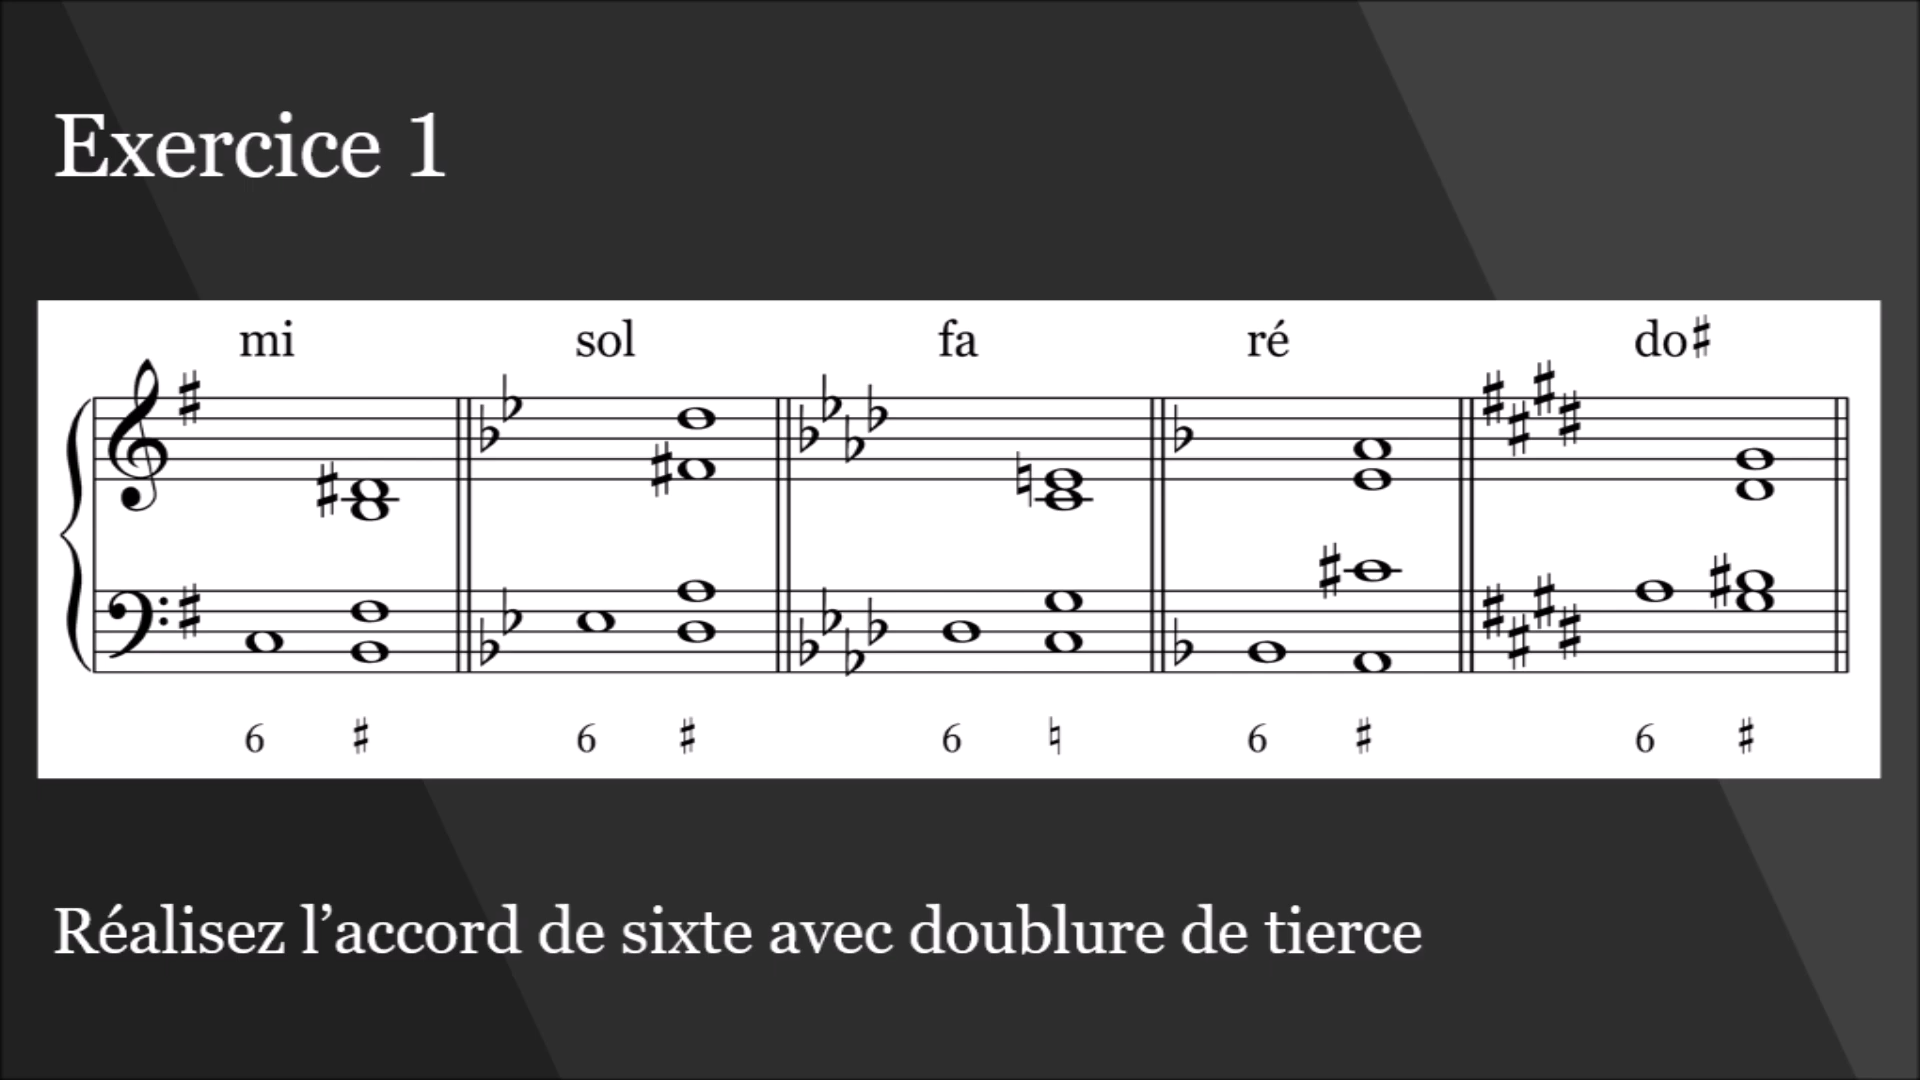 Exercice 1
mi sol fa ré do♯
6 ♯ 6 ♯ 6 ♮ 6 ♯ 6 ♯
Réalisez l’accord de sixte avec doublure de tierce